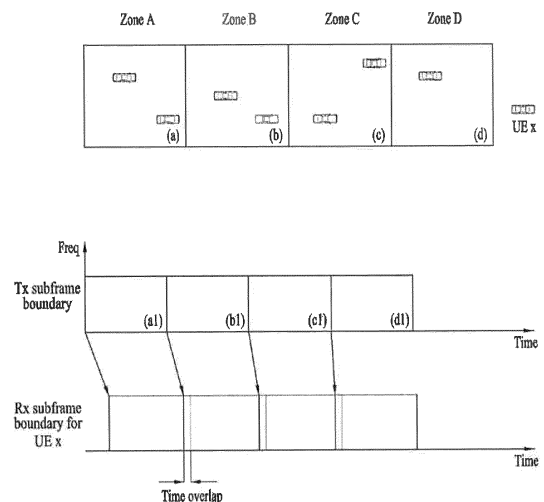 Zone A Zone B Zone C Zone D
(a) (b) (c) (d)
UE x
Freq
Tx subframe
boundary
(a1) (b1) (c1) (d1)
Time
Rx subframe
boundary for
UE x
Time
Time overlap